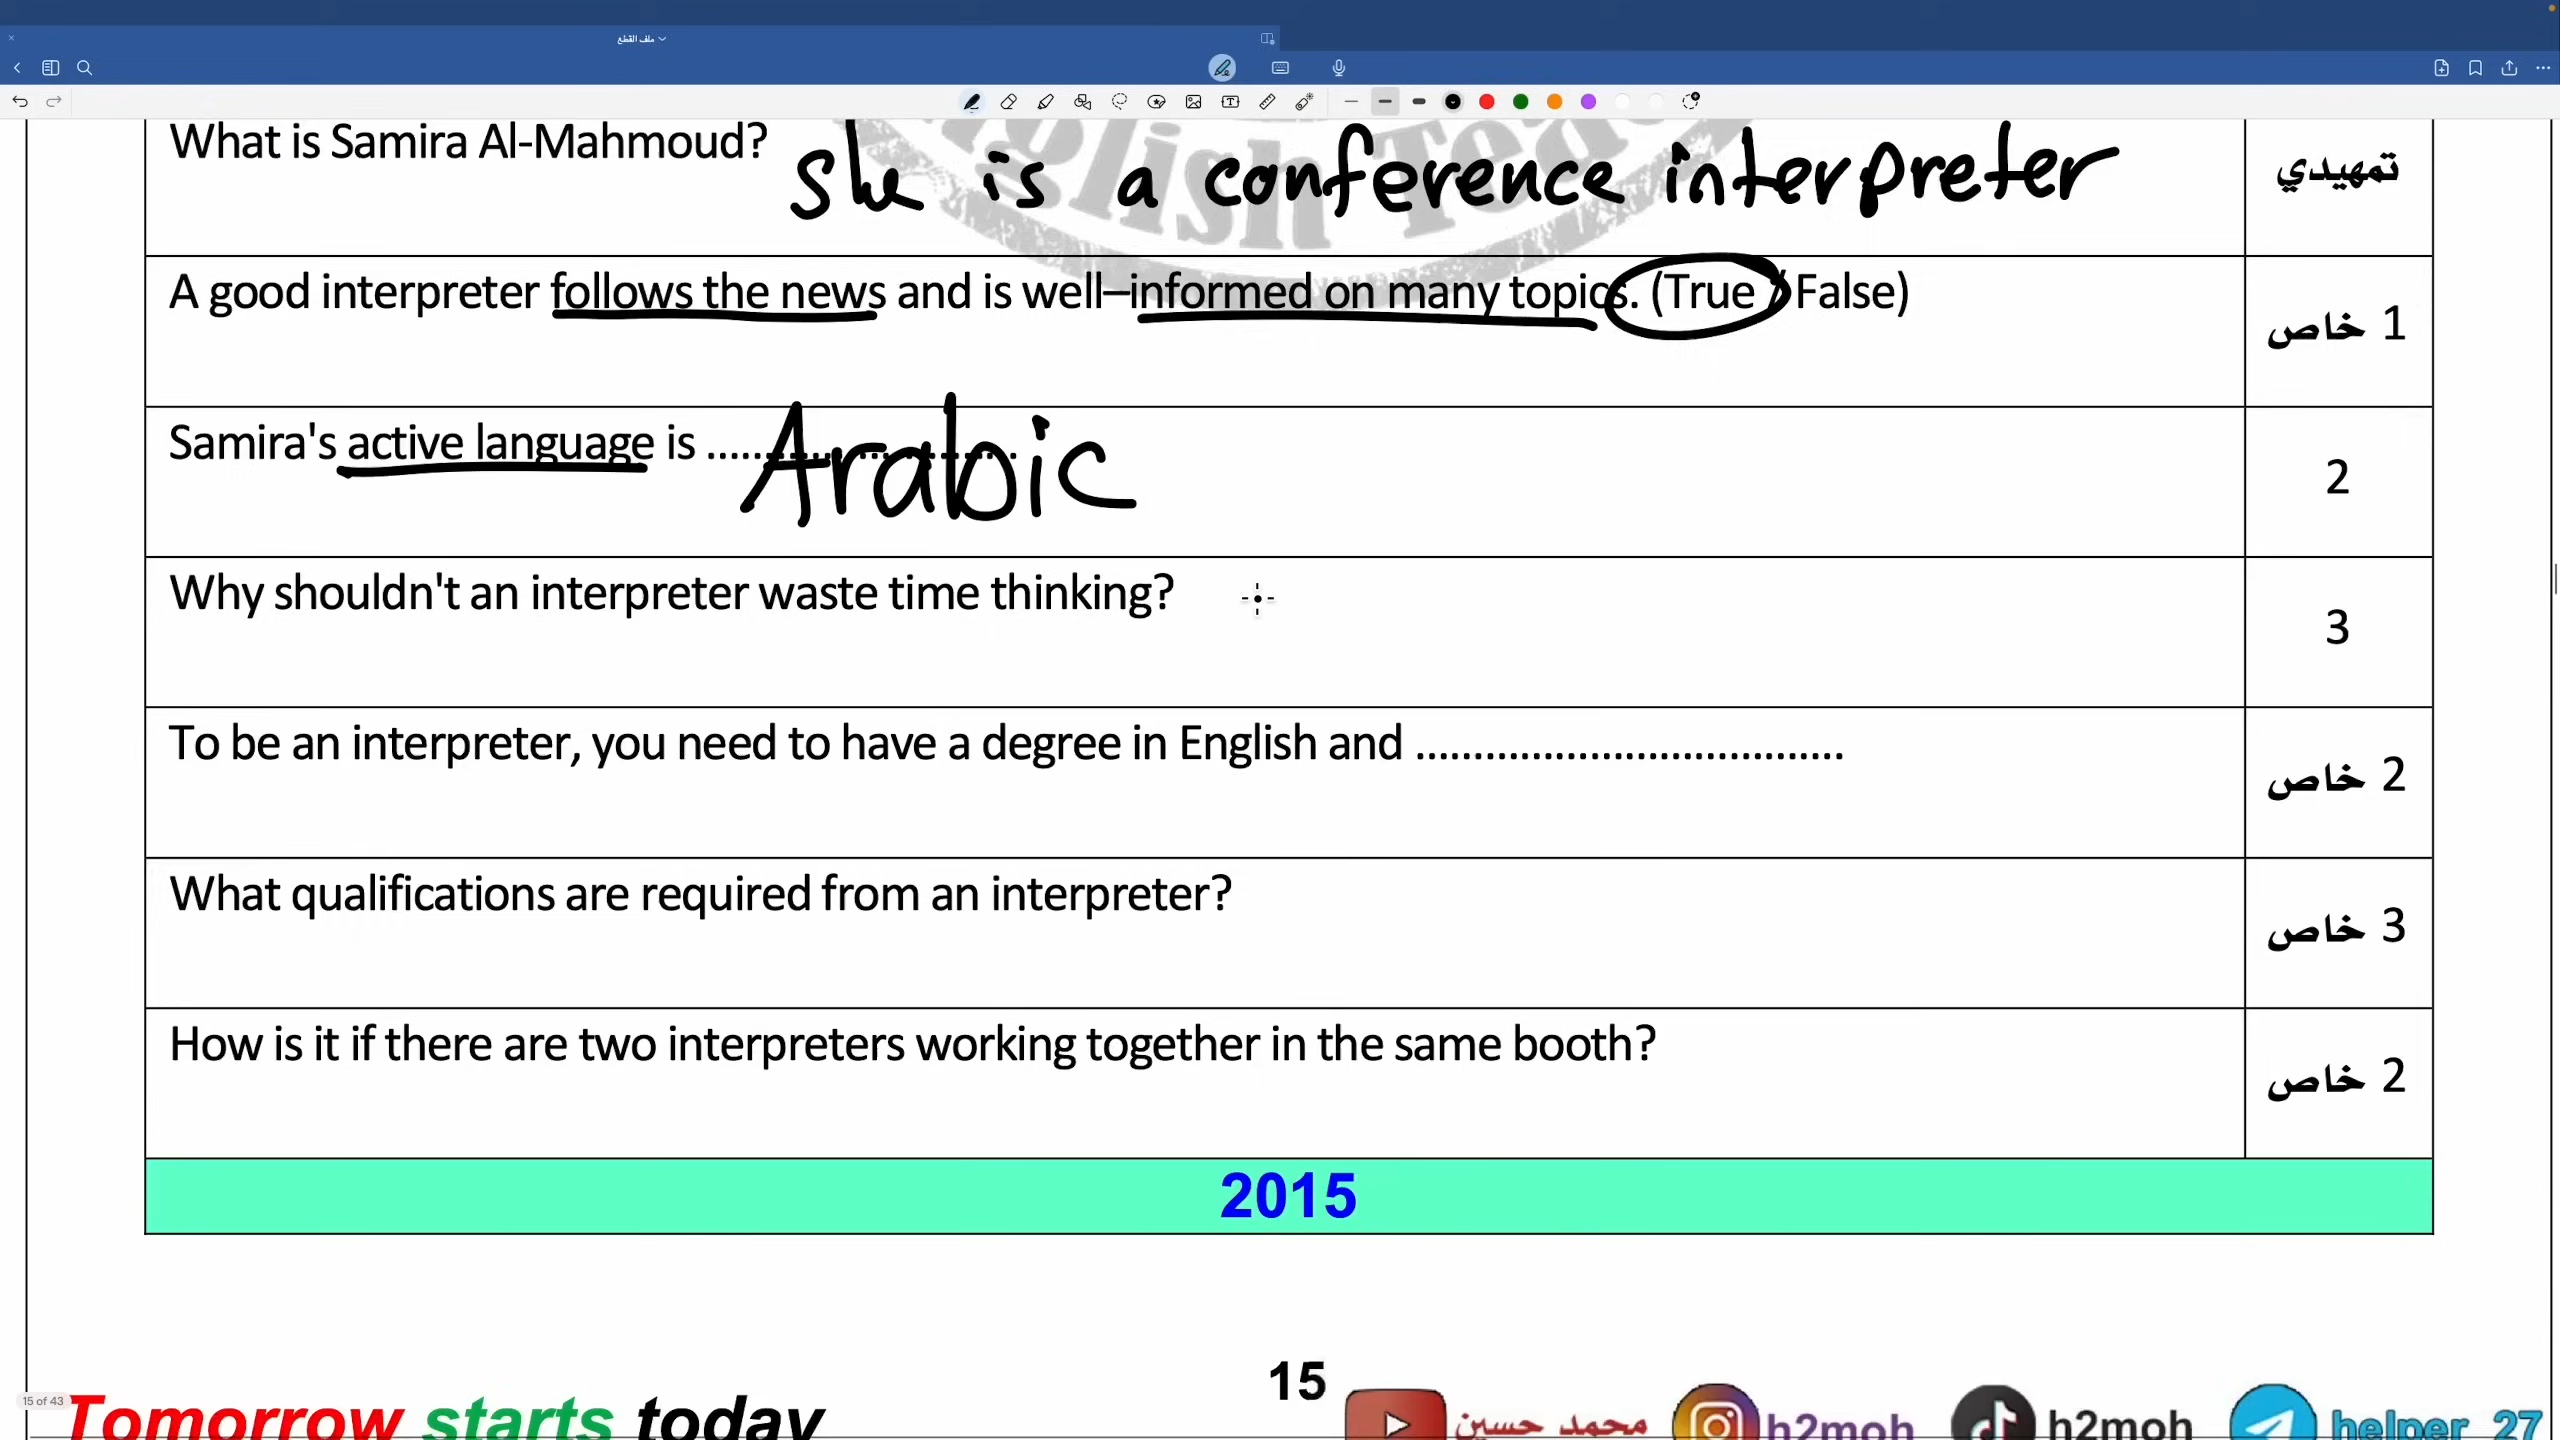 ملف القطع
What is Samira Al-Mahmoud? she is a conference interpreter
تمهيدي
A good interpreter follows the news and is well–informed on many topics. (True / False)
1 خاص
Samira's active language is .......................... Arabic
2
Why shouldn't an interpreter waste time thinking?
3
To be an interpreter, you need to have a degree in English and .....................................
2 خاص
What qualifications are required from an interpreter?
3 خاص
How is it if there are two interpreters working together in the same booth?
2 خاص
2015
15
15 of 43
Tomorrow starts today
محمد حسين h2moh h2moh helper_27